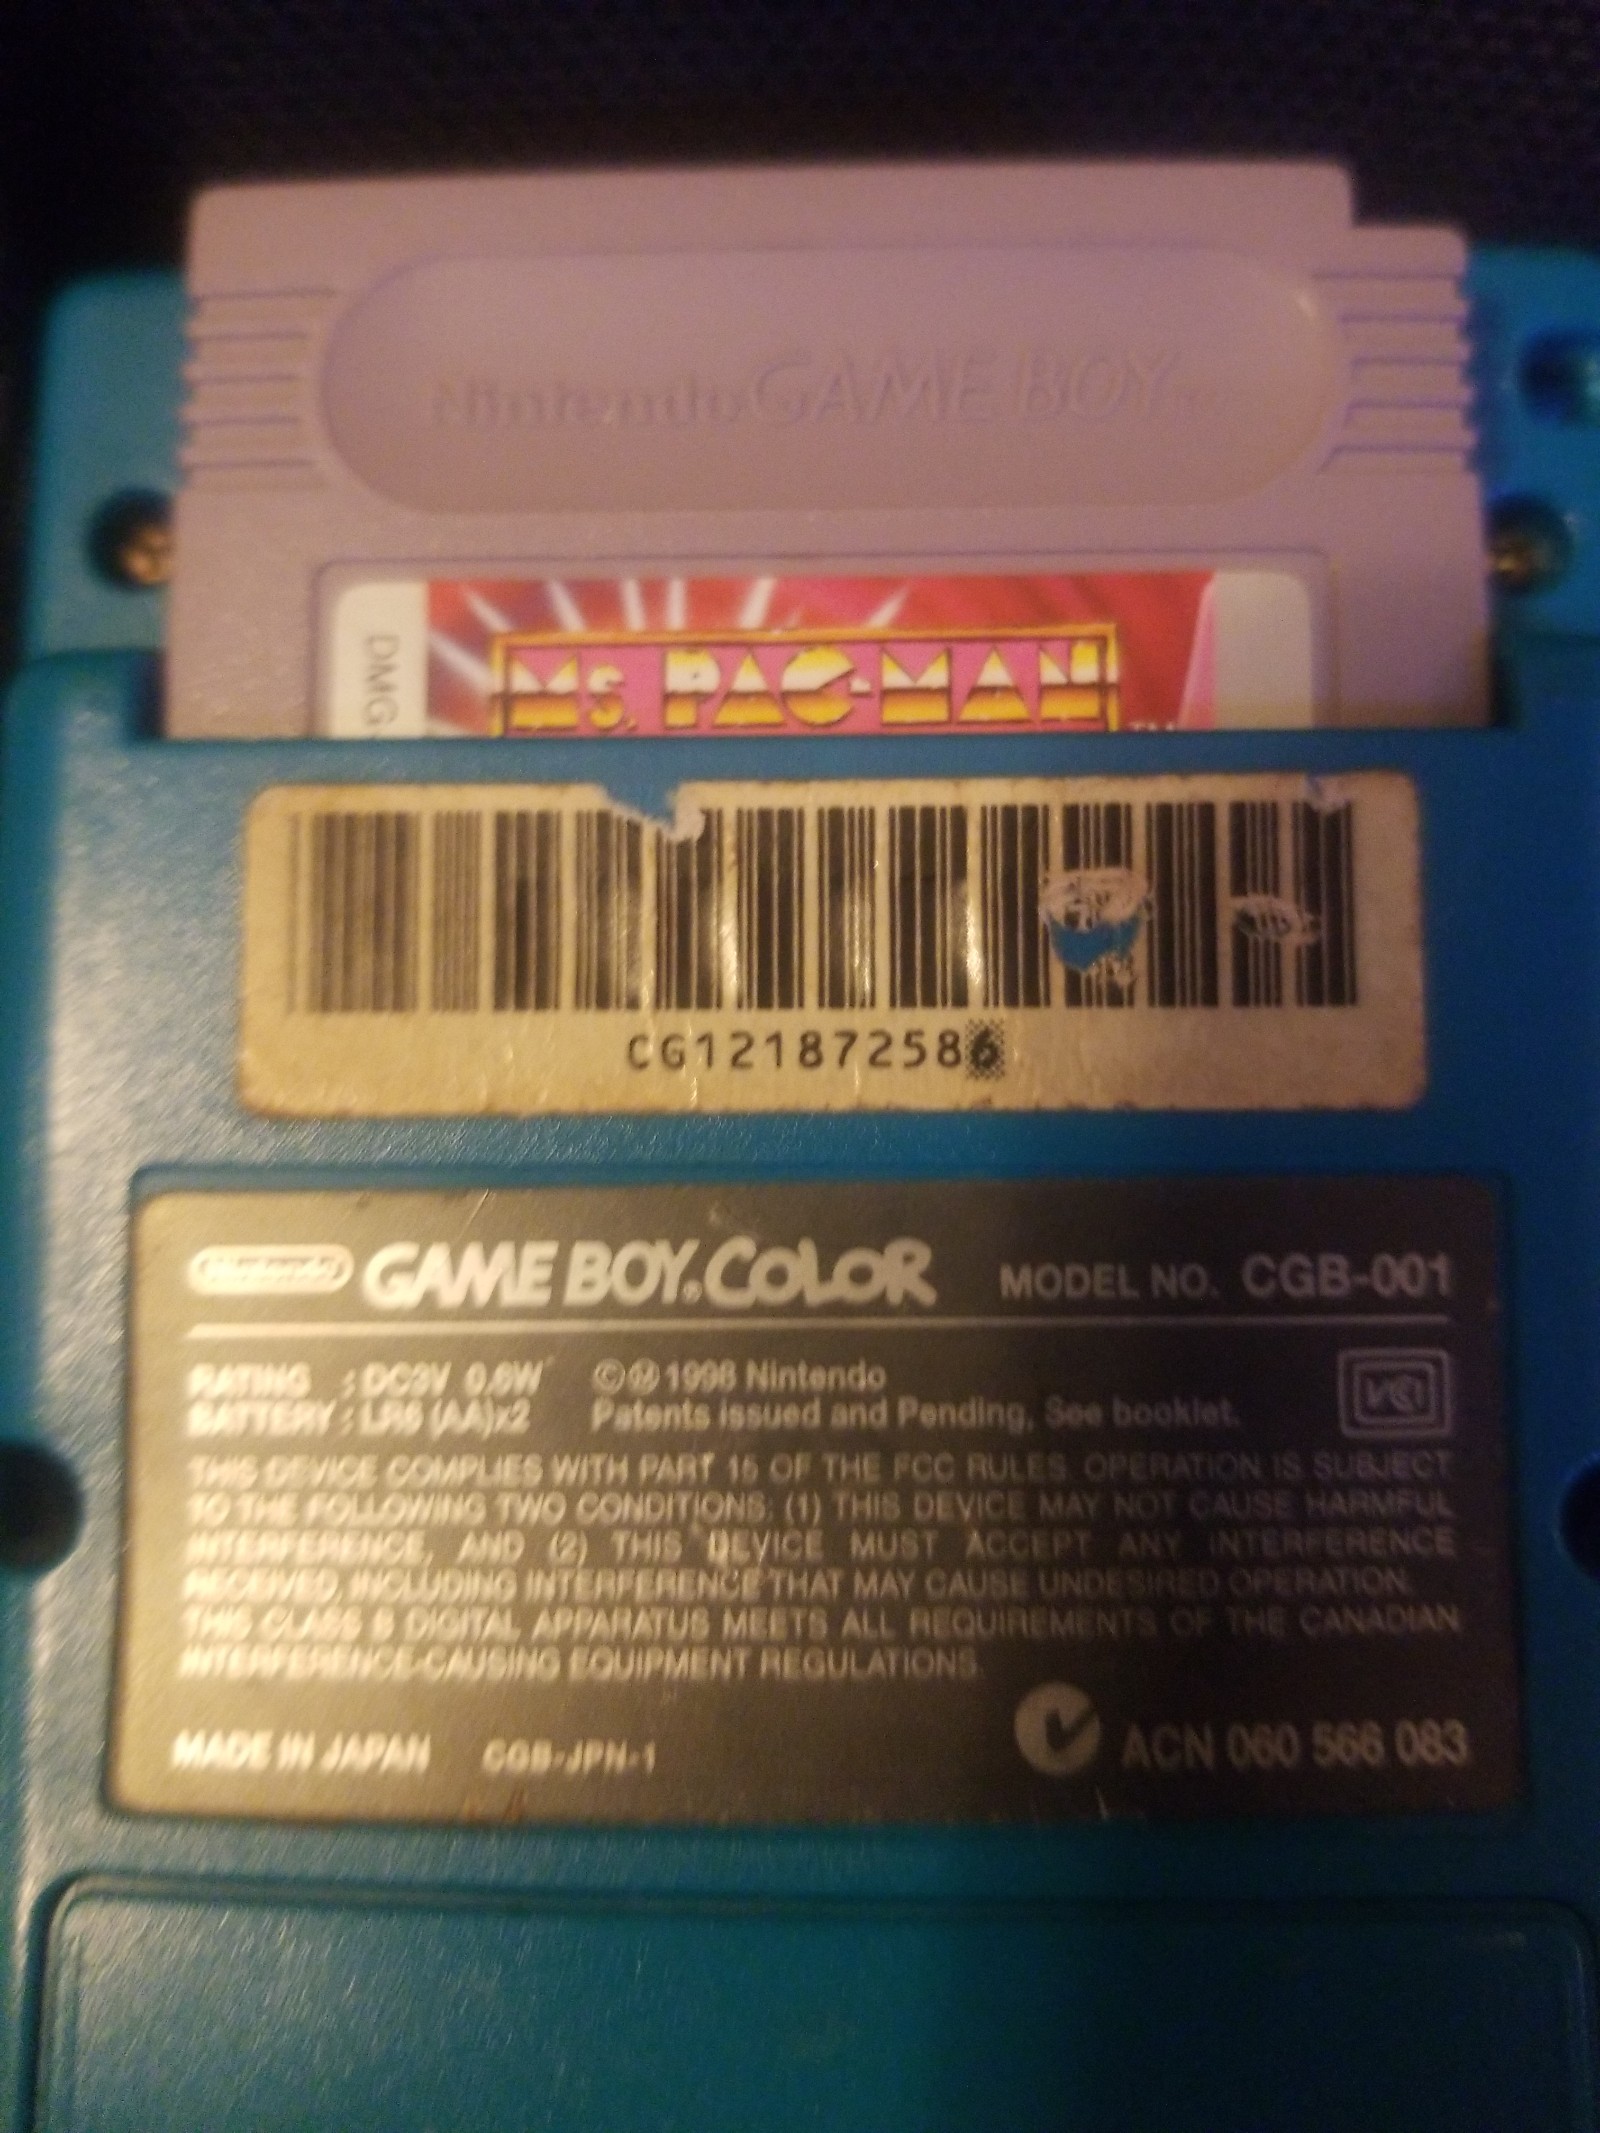 Nintendo GAME BOY TM
DMG-
MS. PAC-MAN TM
CG121872586
Nintendo GAME BOY® COLOR MODEL NO. CGB-001
RATING : DC3V 0.6W ©Ⓜ1998 Nintendo
BATTERY : LR6 (AA)x2 Patents issued and Pending, See booklet.
VCI
THIS DEVICE COMPLIES WITH PART 15 OF THE FCC RULES. OPERATION IS SUBJECT
TO THE FOLLOWING TWO CONDITIONS: (1) THIS DEVICE MAY NOT CAUSE HARMFUL
INTERFERENCE, AND (2) THIS DEVICE MUST ACCEPT ANY INTERFERENCE
RECEIVED, INCLUDING INTERFERENCE THAT MAY CAUSE UNDESIRED OPERATION.
THIS CLASS B DIGITAL APPARATUS MEETS ALL REQUIREMENTS OF THE CANADIAN
INTERFERENCE-CAUSING EQUIPMENT REGULATIONS.
MADE IN JAPAN CGB-JPN-1 ACN 060 566 083